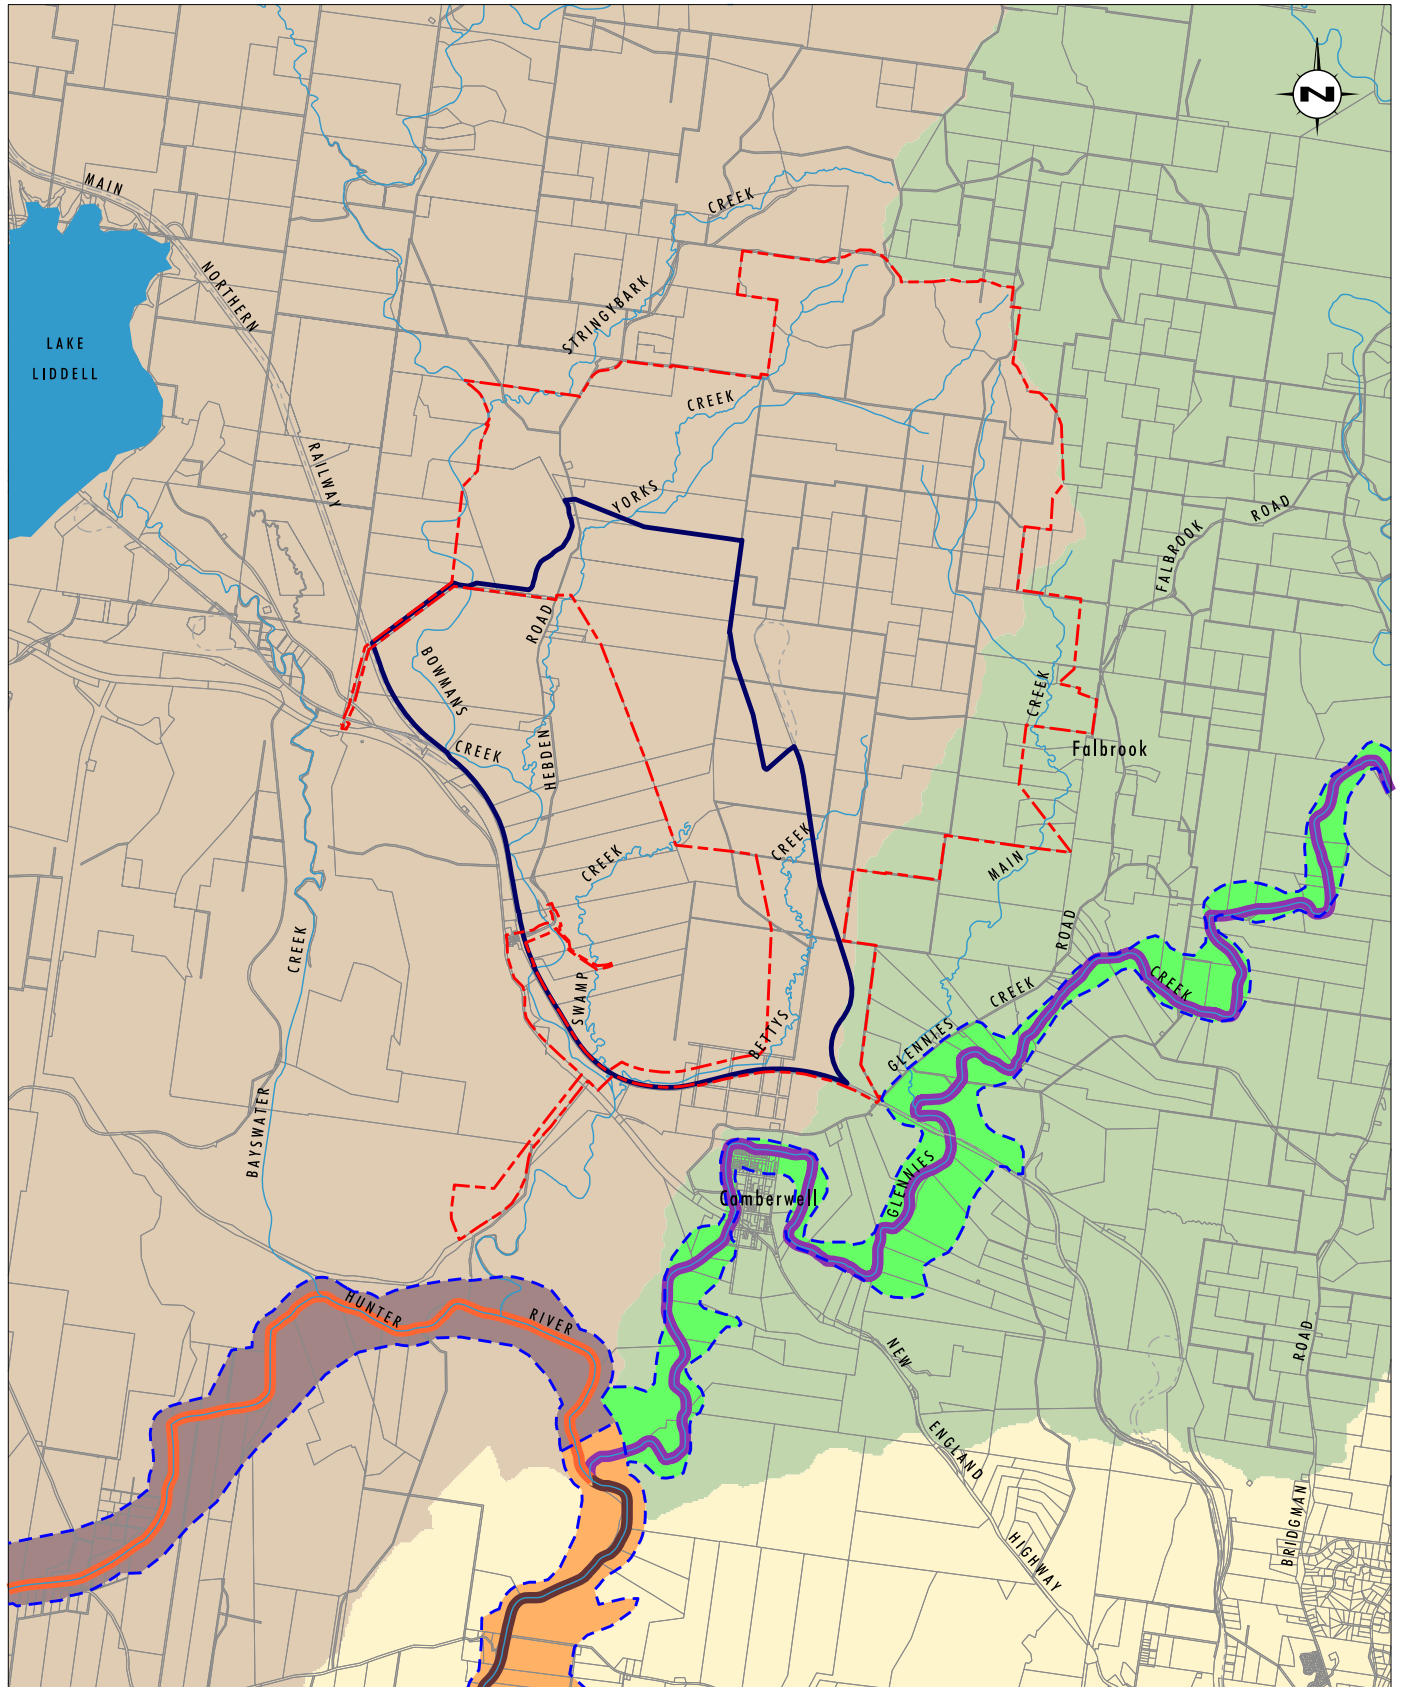 N
MAIN
CREEK
NORTHERN
STRINGYBARK
LAKE
LIDDELL
CREEK
RAILWAY
YORKS
ROAD
FALBROOK
ROAD
BOWMANS
CREEK
HEBDEN
CREEK
Falbrook
CREEK
CREEK
MAIN
ROAD
CREEK
CREEK
CREEK
SWAMP
BETTYS
GLENNIES
BAYSWATER
GLENNIES
Camberwell
HUNTER
RIVER
NEW
ROAD
ENGLAND
BRIDGMAN
HIGHWAY